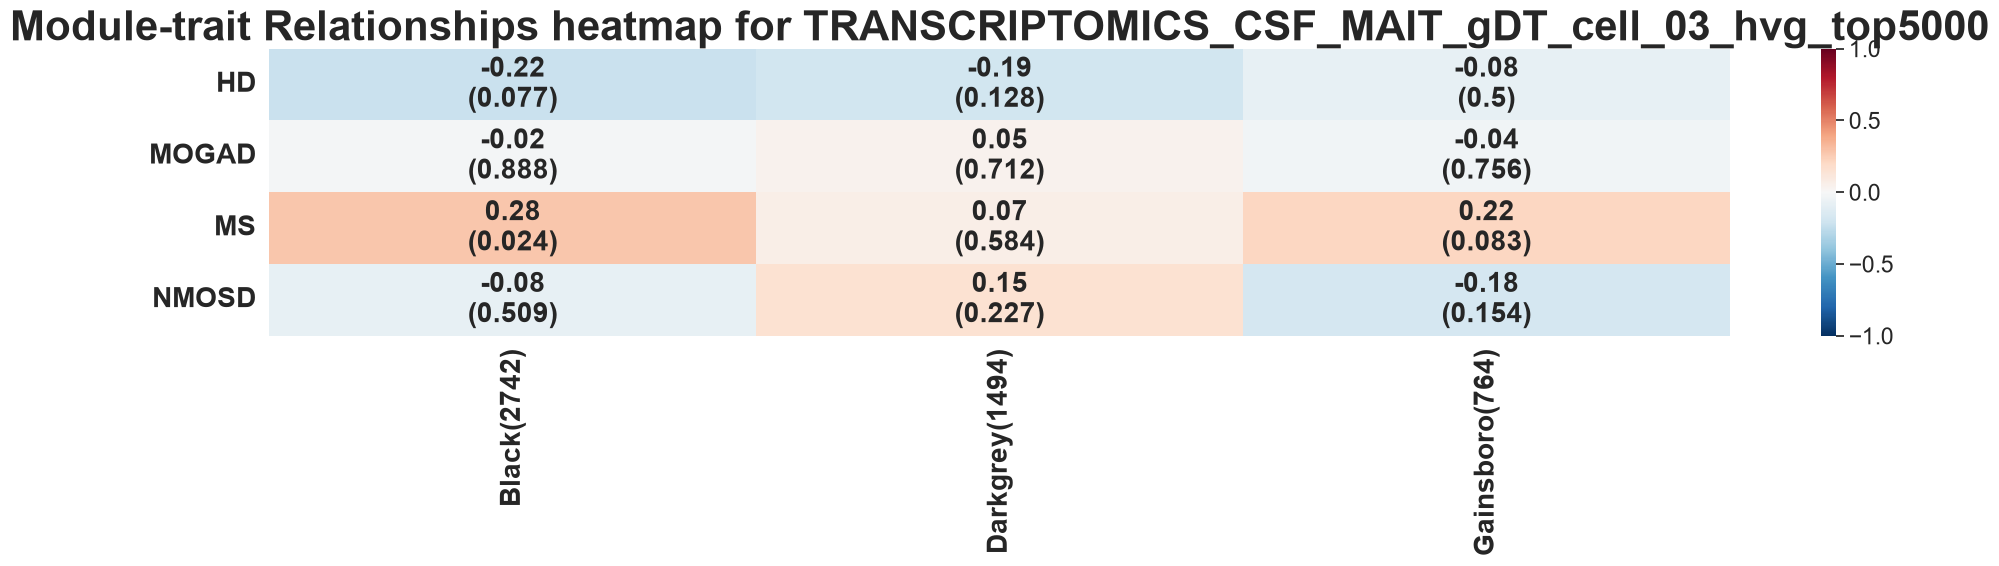 Module-trait Relationships heatmap for TRANSCRIPTOMICS_CSF_MAIT_gDT_cell_03_hvg_top5000
HD -0.22 -0.19 -0.08
(0.077) (0.128) (0.5)
MOGAD -0.02 0.05 -0.04
(0.888) (0.712) (0.756)
MS 0.28 0.07 0.22
(0.024) (0.584) (0.083)
NMOSD -0.08 0.15 -0.18
(0.509) (0.227) (0.154)
Black(2742)
Darkgrey(1494)
Gainsboro(764)
1.0
0.5
0.0
−0.5
−1.0